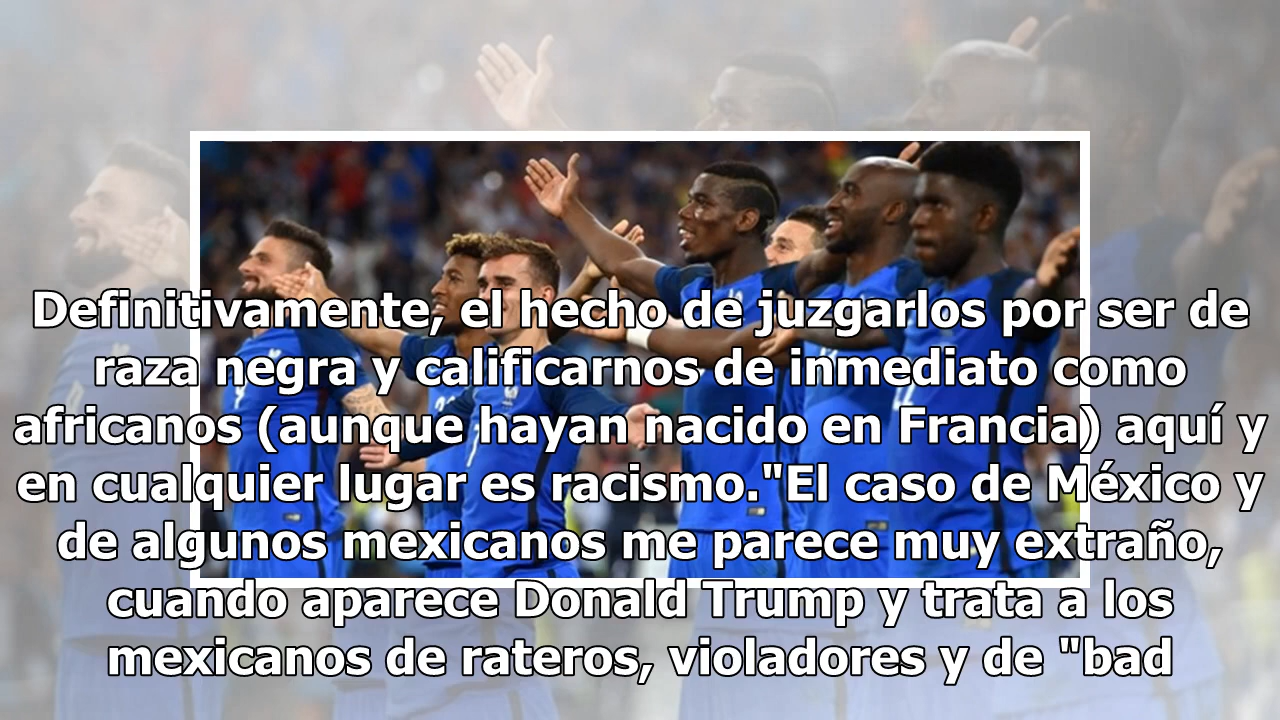 Definitivamente, el hecho de juzgarlos por ser de
raza negra y calificarnos de inmediato como
africanos (aunque hayan nacido en Francia) aquí y
en cualquier lugar es racismo."El caso de México y
de algunos mexicanos me parece muy extraño,
cuando aparece Donald Trump y trata a los
mexicanos de rateros, violadores y de "bad